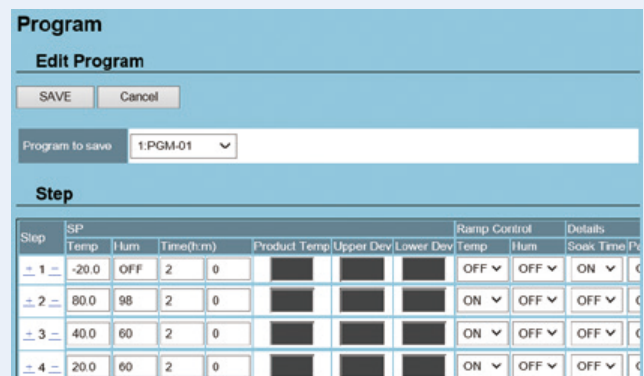 Program
Edit Program
SAVE Cancel
Program to save 1:PGM-01
Step
Step SP Ramp Control Details
Temp Hum Time(h:m) Product Temp Upper Dev Lower Dev Temp Hum Soak Time
+ 1 - -20.0 OFF 2 0 OFF OFF ON
+ 2 - 80.0 98 2 0 ON OFF OFF
+ 3 - 40.0 60 2 0 ON OFF OFF
+ 4 - 20.0 60 2 0 ON OFF OFF